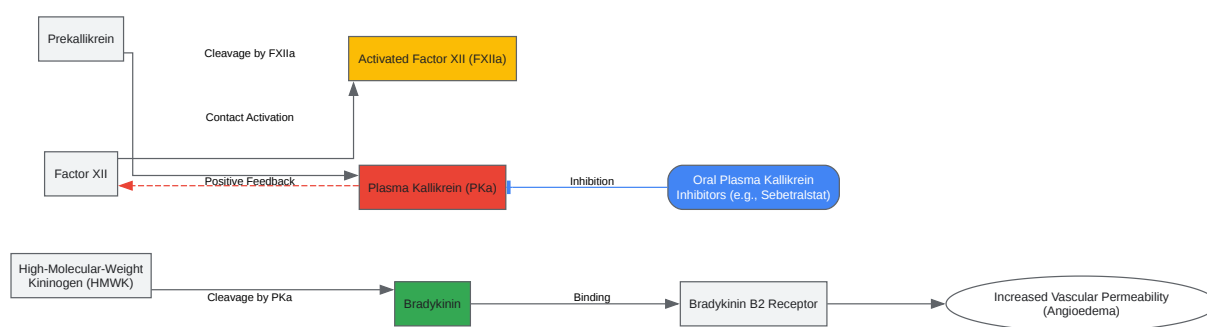 Prekallikrein
Cleavage by FXIIa
Activated Factor XII (FXIIa)
Contact Activation
Factor XII
Positive Feedback
Plasma Kallikrein (PKa)
Inhibition
Oral Plasma Kallikrein
Inhibitors (e.g., Sebetralstat)
High-Molecular-Weight
Kininogen (HMWK)
Cleavage by PKa
Bradykinin
Binding
Bradykinin B2 Receptor
Increased Vascular Permeability
(Angioedema)